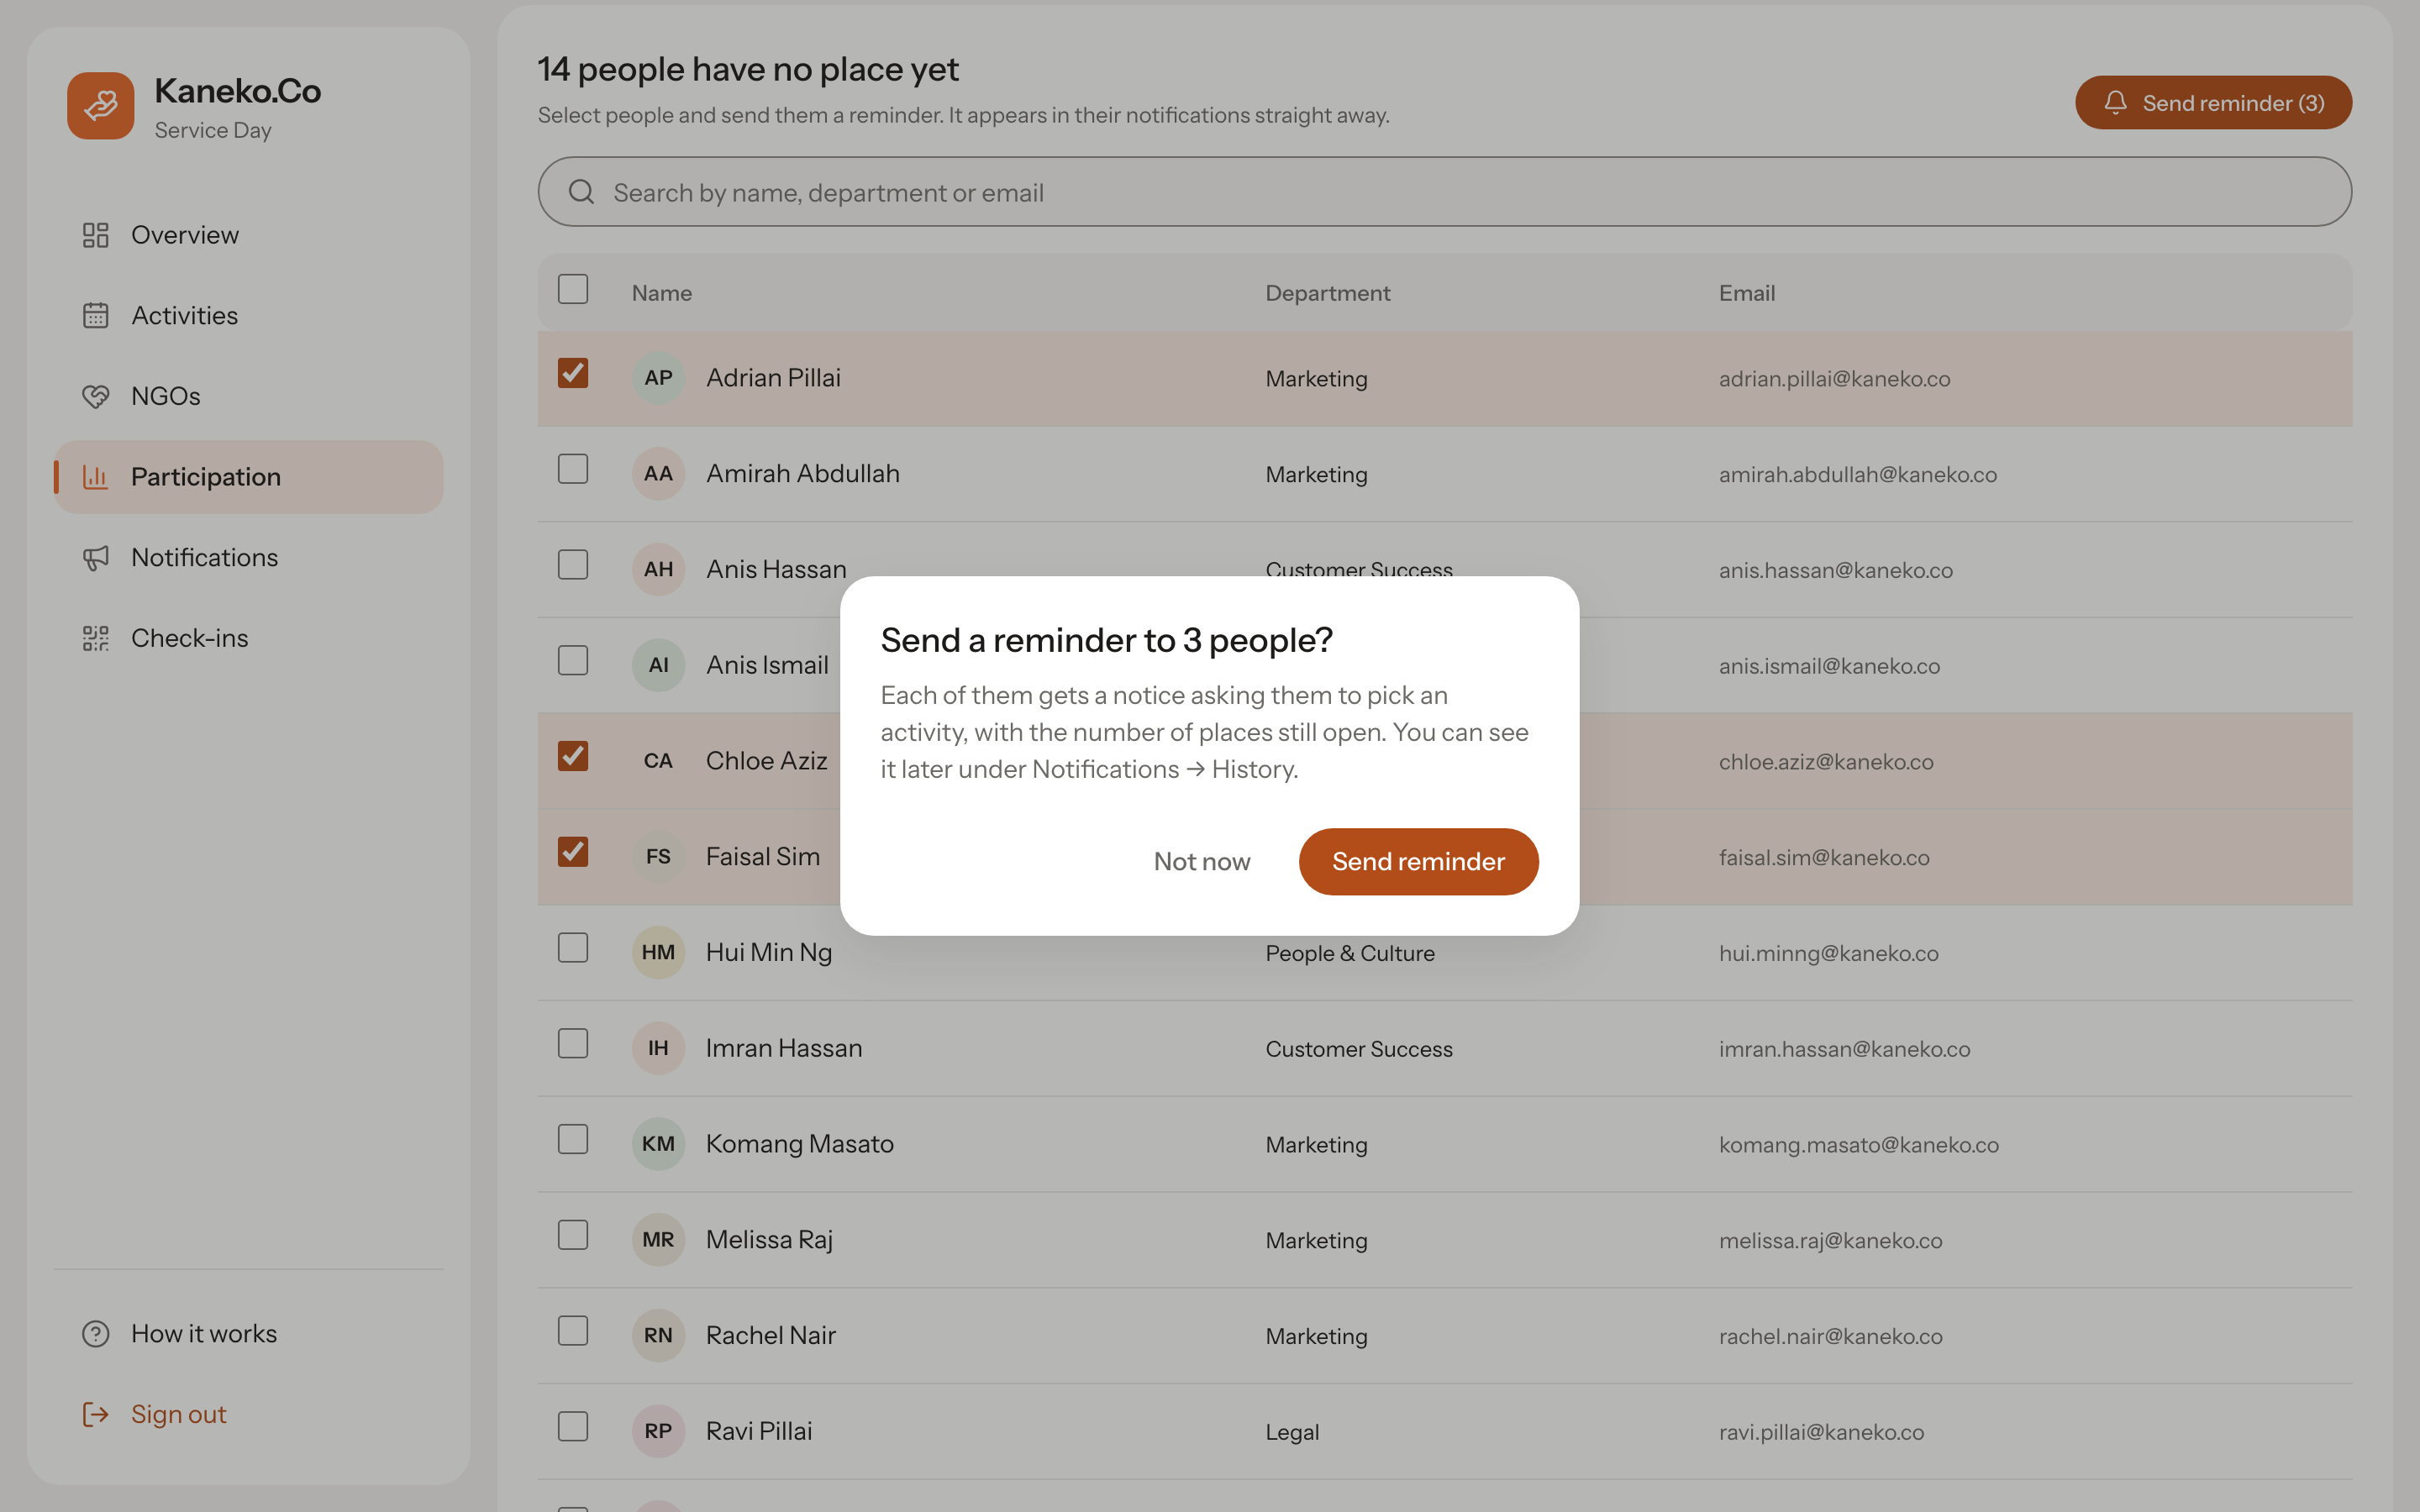 Kaneko.Co
Service Day
Overview
Activities
NGOs
Participation
Notifications
Check-ins
How it works
Sign out
14 people have no place yet
Select people and send them a reminder. It appears in their notifications straight away.
Send reminder (3)
Search by name, department or email
Name Department Email
AP Adrian Pillai Marketing adrian.pillai@kaneko.co
AA Amirah Abdullah Marketing amirah.abdullah@kaneko.co
AH Anis Hassan Customer Success anis.hassan@kaneko.co
AI Anis Ismail anis.ismail@kaneko.co
CA Chloe Aziz chloe.aziz@kaneko.co
FS Faisal Sim faisal.sim@kaneko.co
HM Hui Min Ng People & Culture hui.minng@kaneko.co
IH Imran Hassan Customer Success imran.hassan@kaneko.co
KM Komang Masato Marketing komang.masato@kaneko.co
MR Melissa Raj Marketing melissa.raj@kaneko.co
RN Rachel Nair Marketing rachel.nair@kaneko.co
RP Ravi Pillai Legal ravi.pillai@kaneko.co
Send a reminder to 3 people?
Each of them gets a notice asking them to pick an
activity, with the number of places still open. You can see
it later under Notifications → History.
Not now
Send reminder